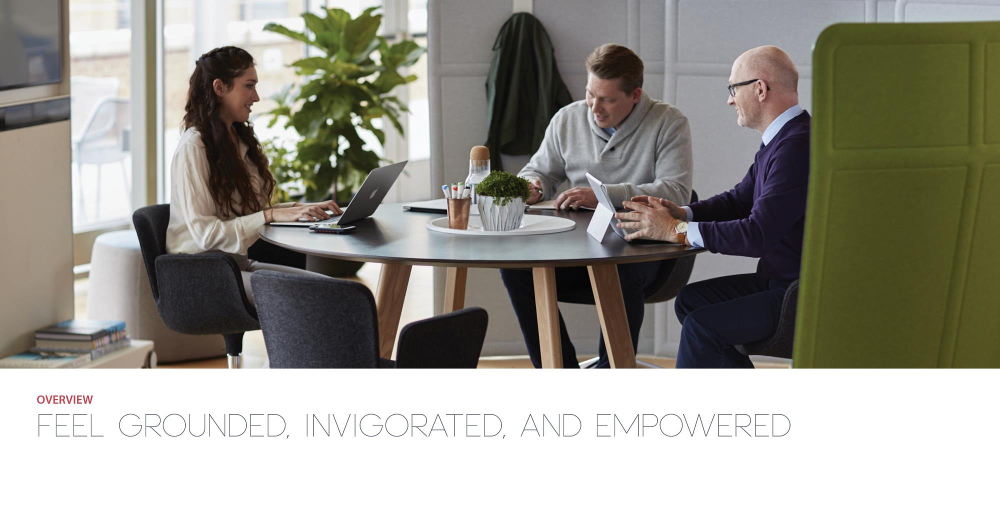 OVERVIEW
FEEL GROUNDED, INVIGORATED, AND EMPOWERED